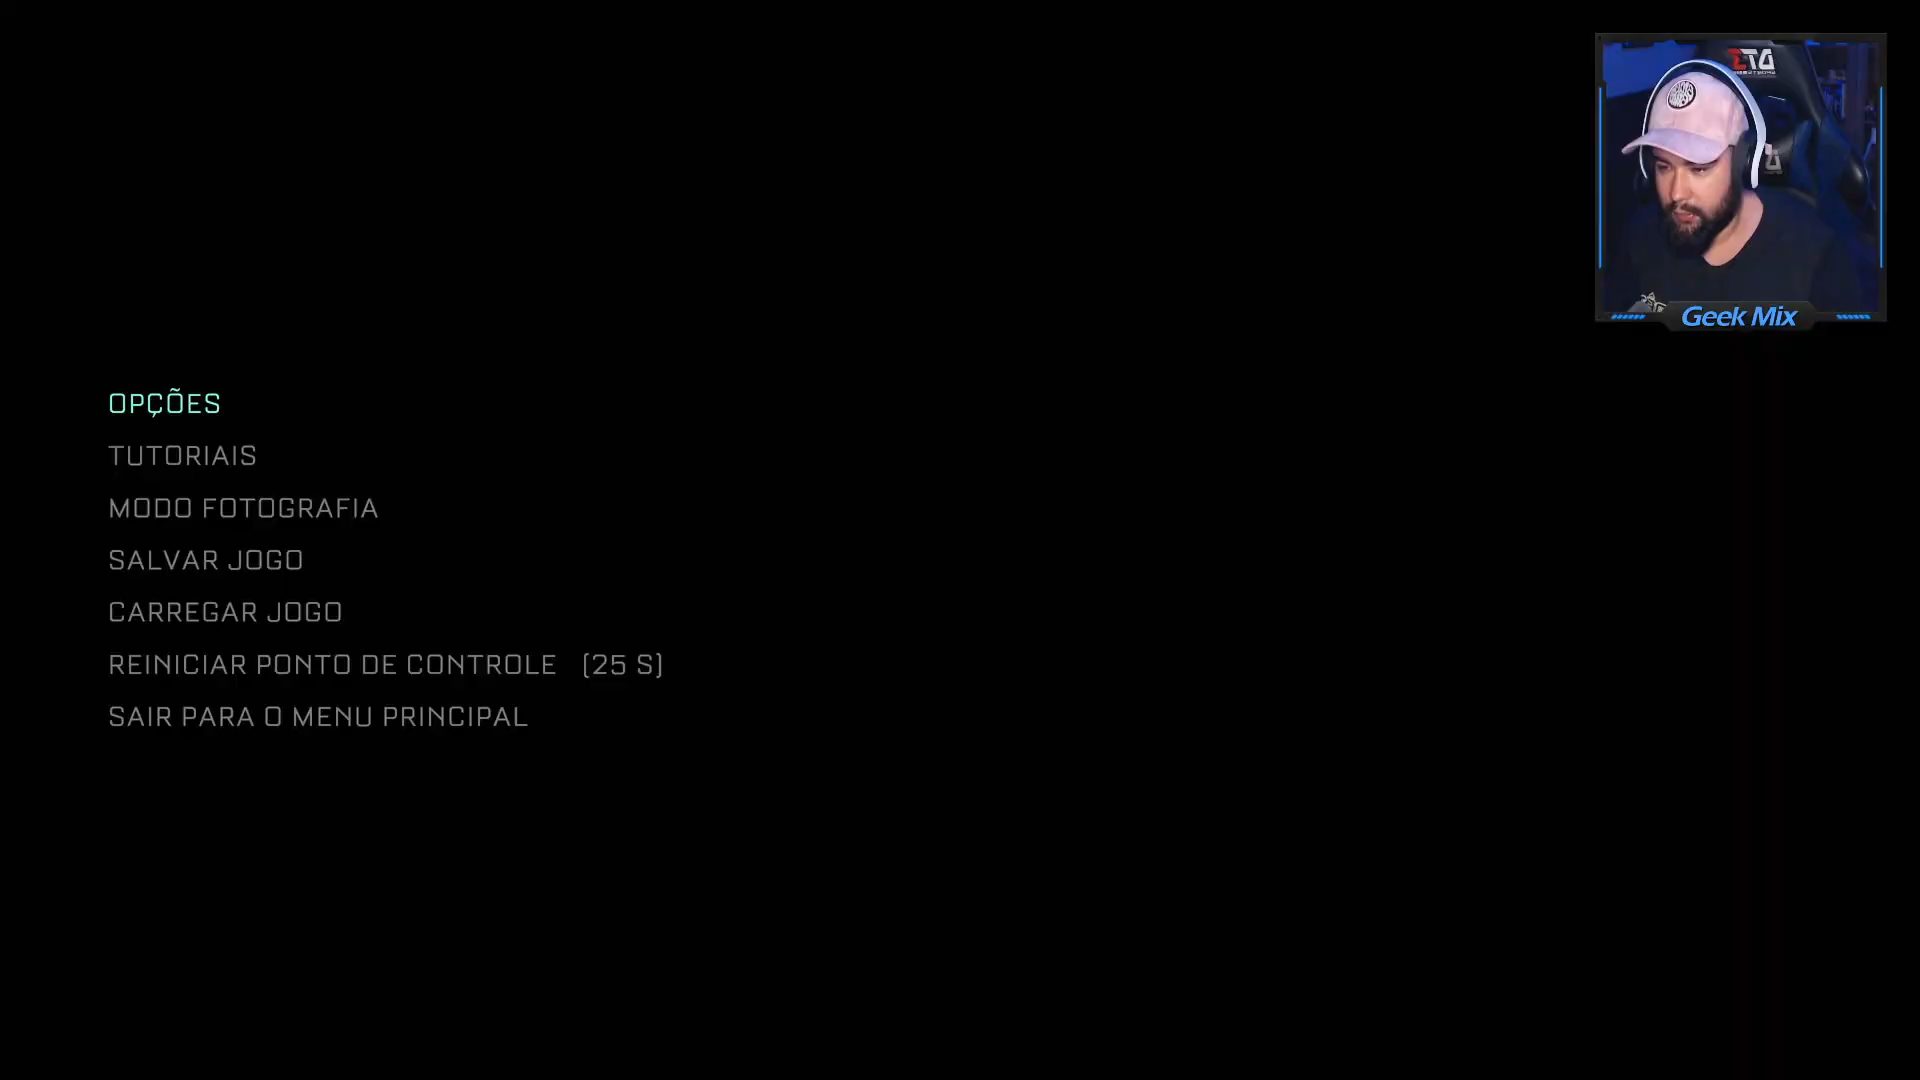 OPÇÕES
TUTORIAIS
MODO FOTOGRAFIA
SALVAR JOGO
CARREGAR JOGO
REINICIAR PONTO DE CONTROLE (25 S)
SAIR PARA O MENU PRINCIPAL
Geek Mix